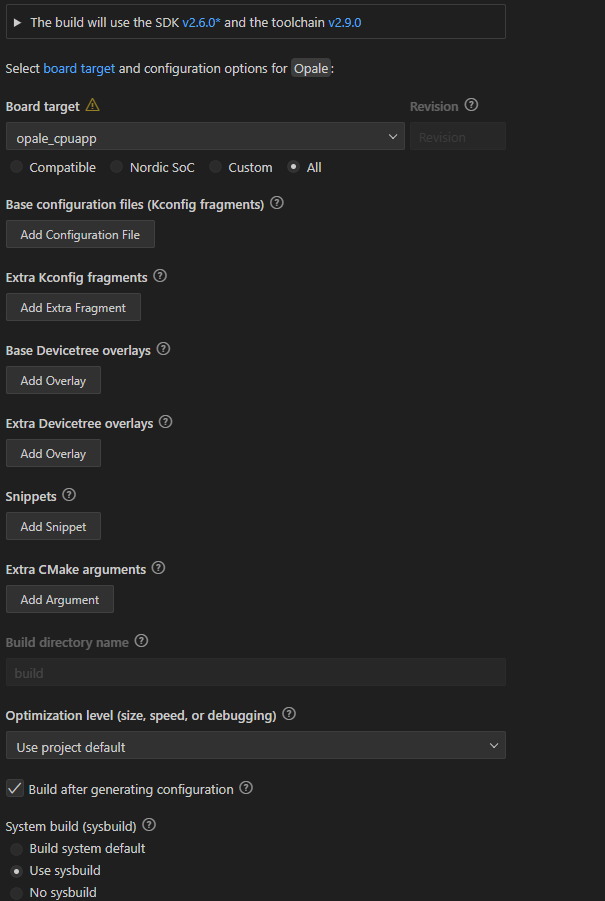 The build will use the SDK v2.6.0* and the toolchain v2.9.0
Select board target and configuration options for Opale:
Board target
Revision
opale_cpuapp
Revision
Compatible
Nordic SoC
Custom
All
Base configuration files (Kconfig fragments)
Add Configuration File
Extra Kconfig fragments
Add Extra Fragment
Base Devicetree overlays
Add Overlay
Extra Devicetree overlays
Add Overlay
Snippets
Add Snippet
Extra CMake arguments
Add Argument
Build directory name
build
Optimization level (size, speed, or debugging)
Use project default
Build after generating configuration
System build (sysbuild)
Build system default
Use sysbuild
No sysbuild